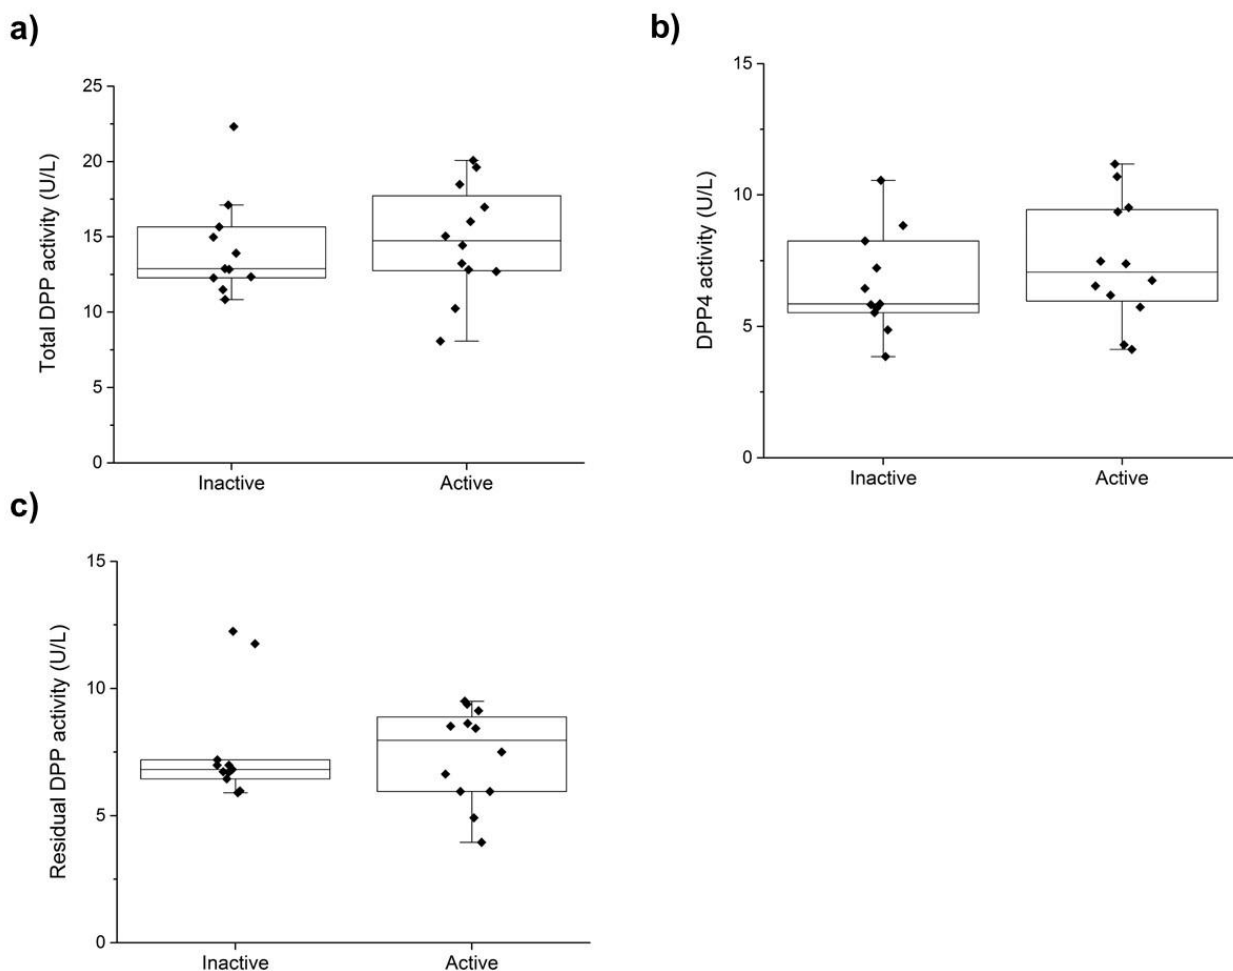 a)
Total DPP activity (U/L)
25
20
15
10
5
0
Inactive Active
b)
DPP4 activity (U/L)
15
10
5
0
Inactive Active
c)
Residual DPP activity (U/L)
15
10
5
0
Inactive Active